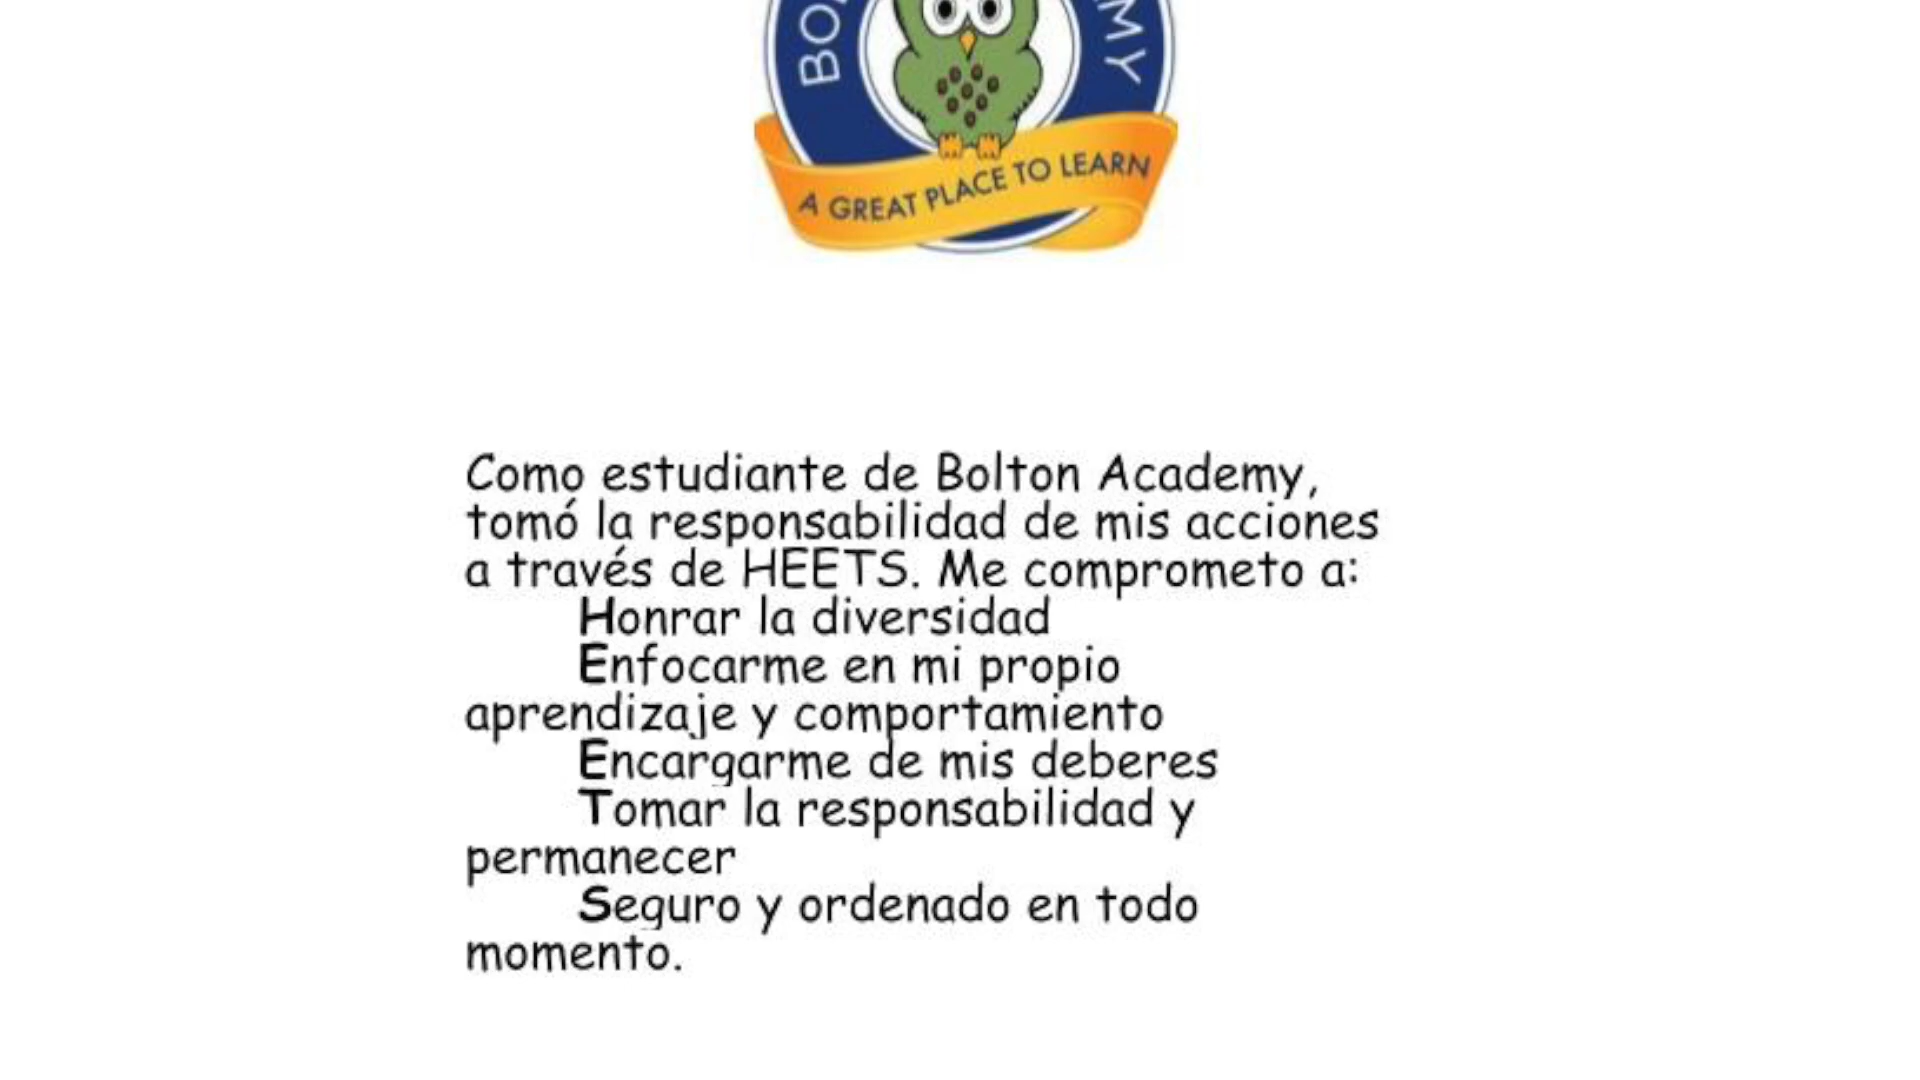 BO
MY
A GREAT PLACE TO LEARN
Como estudiante de Bolton Academy,
tomó la responsabilidad de mis acciones
a través de HEETS. Me comprometo a:
Honrar la diversidad
Enfocarme en mi propio
aprendizaje y comportamiento
Encargarme de mis deberes
Tomar la responsabilidad y
permanecer
Seguro y ordenado en todo
momento.